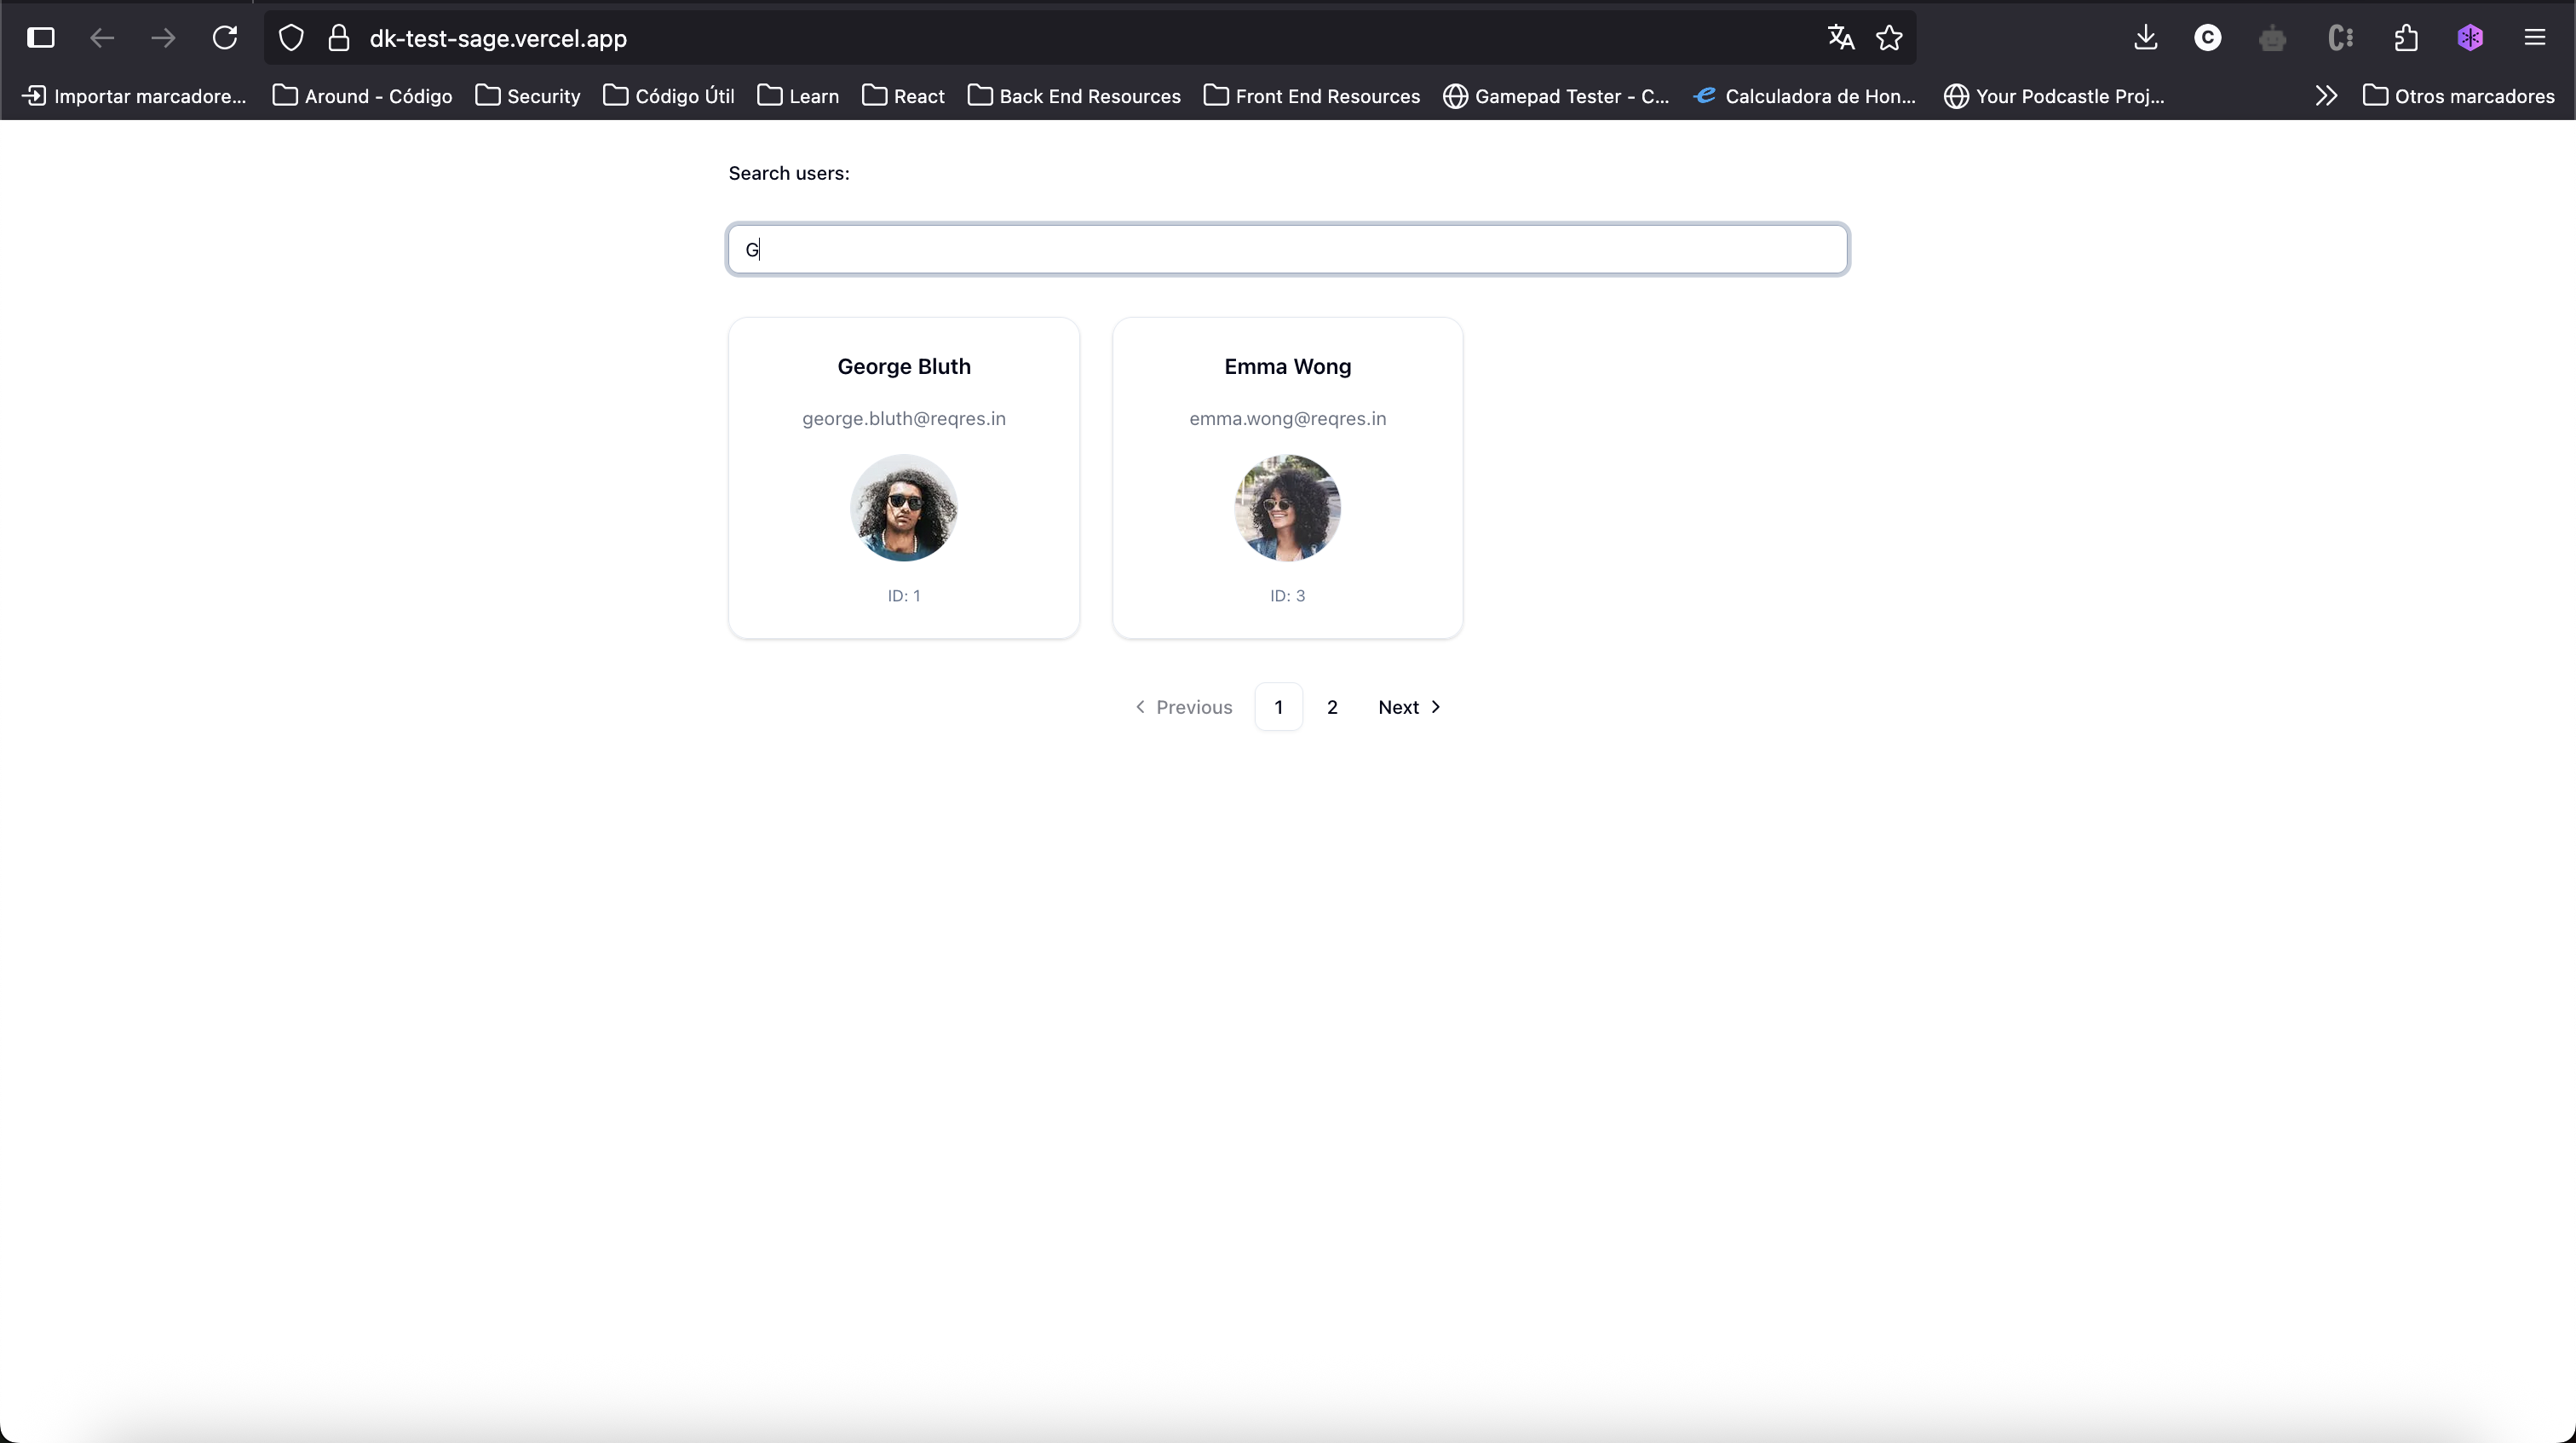 dk-test-sage.vercel.app
Importar marcadore... Around - Código Security Código Útil Learn React Back End Resources Front End Resources Gamepad Tester - C... Calculadora de Hon... Your Podcastle Proj... Otros marcadores
Search users:
G
George Bluth
george.bluth@reqres.in
ID: 1
Emma Wong
emma.wong@reqres.in
ID: 3
Previous 1 2 Next